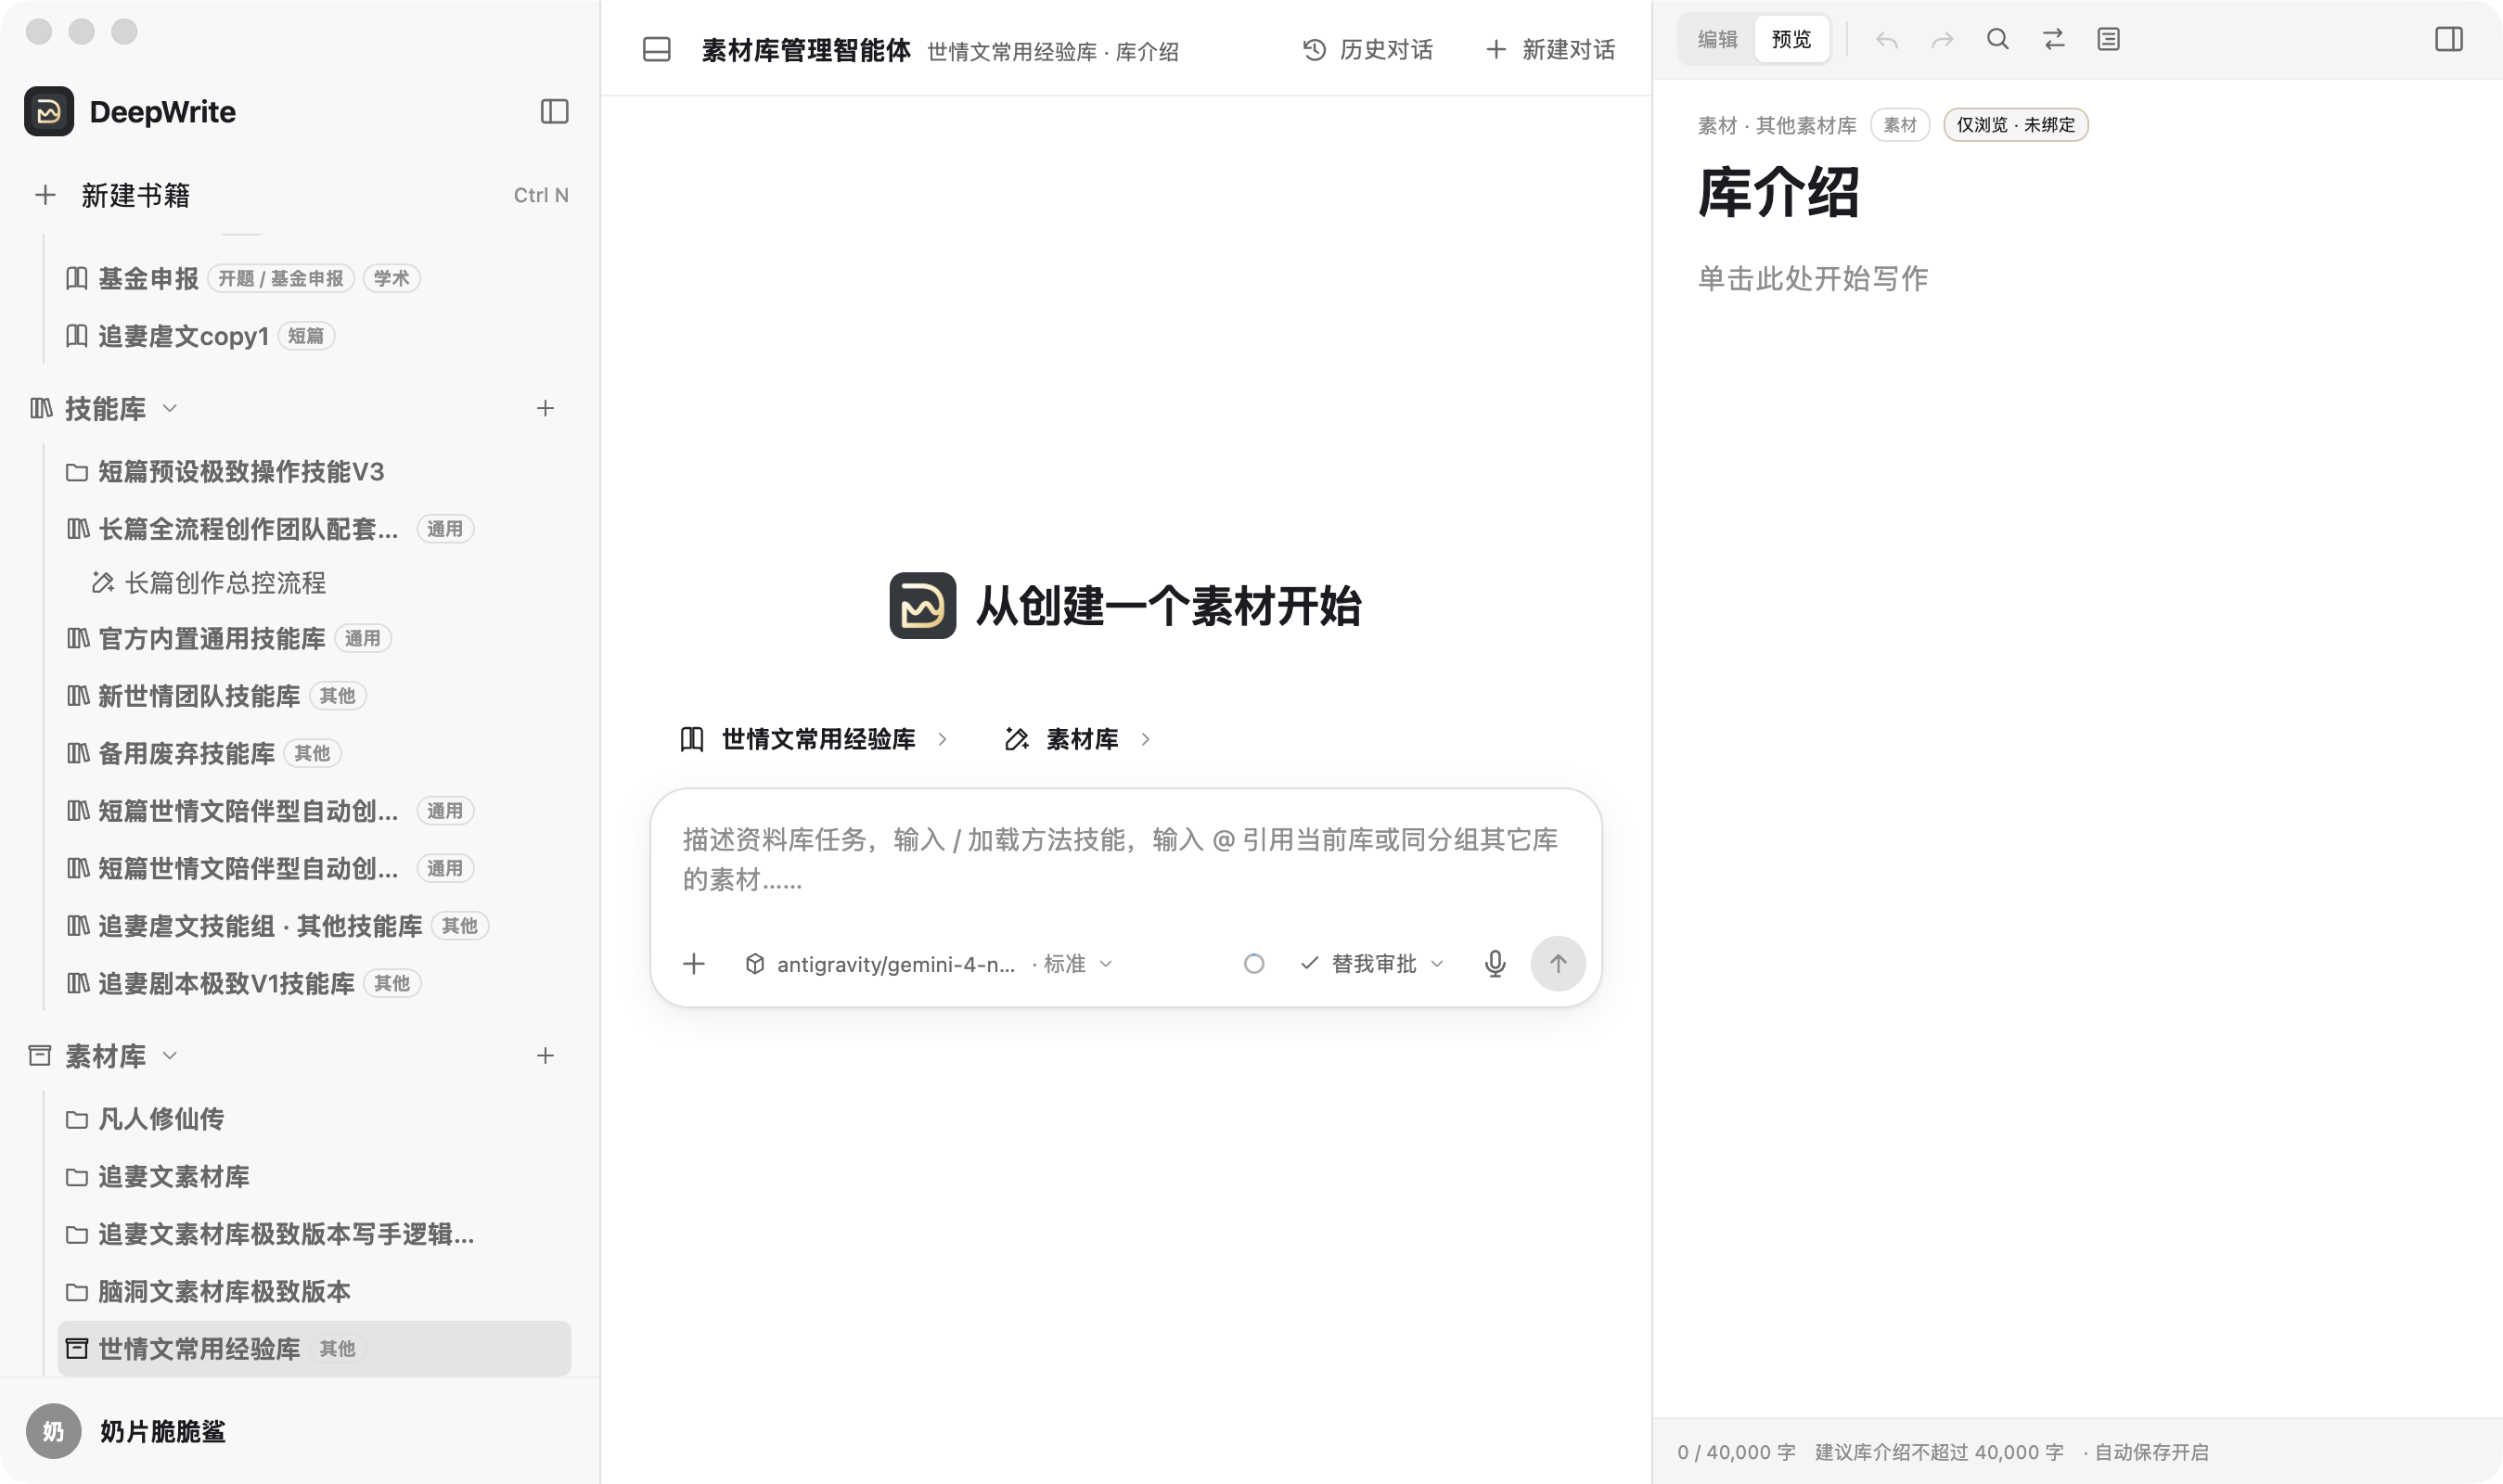 DeepWrite
新建书籍 Ctrl N
基金申报 开题 / 基金申报 学术
追妻虐文copy1 短篇
技能库
短篇预设极致操作技能V3
长篇全流程创作团队配套... 通用
长篇创作总控流程
官方内置通用技能库 通用
新世情团队技能库 其他
备用废弃技能库 其他
短篇世情文陪伴型自动创... 通用
短篇世情文陪伴型自动创... 通用
追妻虐文技能组 · 其他技能库 其他
追妻剧本极致V1技能库 其他
素材库
凡人修仙传
追妻文素材库
追妻文素材库极致版本写手逻辑...
脑洞文素材库极致版本
世情文常用经验库 其他
奶 奶片脆脆鲨
素材库管理智能体 世情文常用经验库 · 库介绍 历史对话 新建对话
从创建一个素材开始
世情文常用经验库 素材库
描述资料库任务，输入 / 加载方法技能，输入 @ 引用当前库或同分组其它库
的素材......
antigravity/gemini-4-n... · 标准 替我审批
编辑 预览
素材 · 其他素材库 素材 仅浏览 · 未绑定
库介绍
单击此处开始写作
0 / 40,000 字 建议库介绍不超过 40,000 字 · 自动保存开启